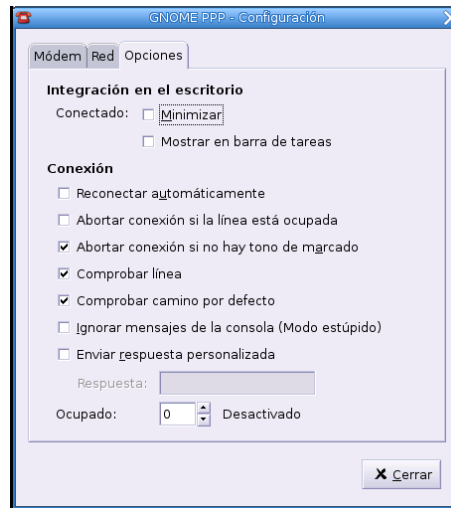 GNOME PPP - Configuración
Módem Red Opciones
Integración en el escritorio
Conectado: Minimizar
Mostrar en barra de tareas
Conexión
Reconectar automáticamente
Abortar conexión si la línea está ocupada
Abortar conexión si no hay tono de marcado
Comprobar línea
Comprobar camino por defecto
Ignorar mensajes de la consola (Modo estúpido)
Enviar respuesta personalizada
Respuesta:
Ocupado: 0 Desactivado
Cerrar